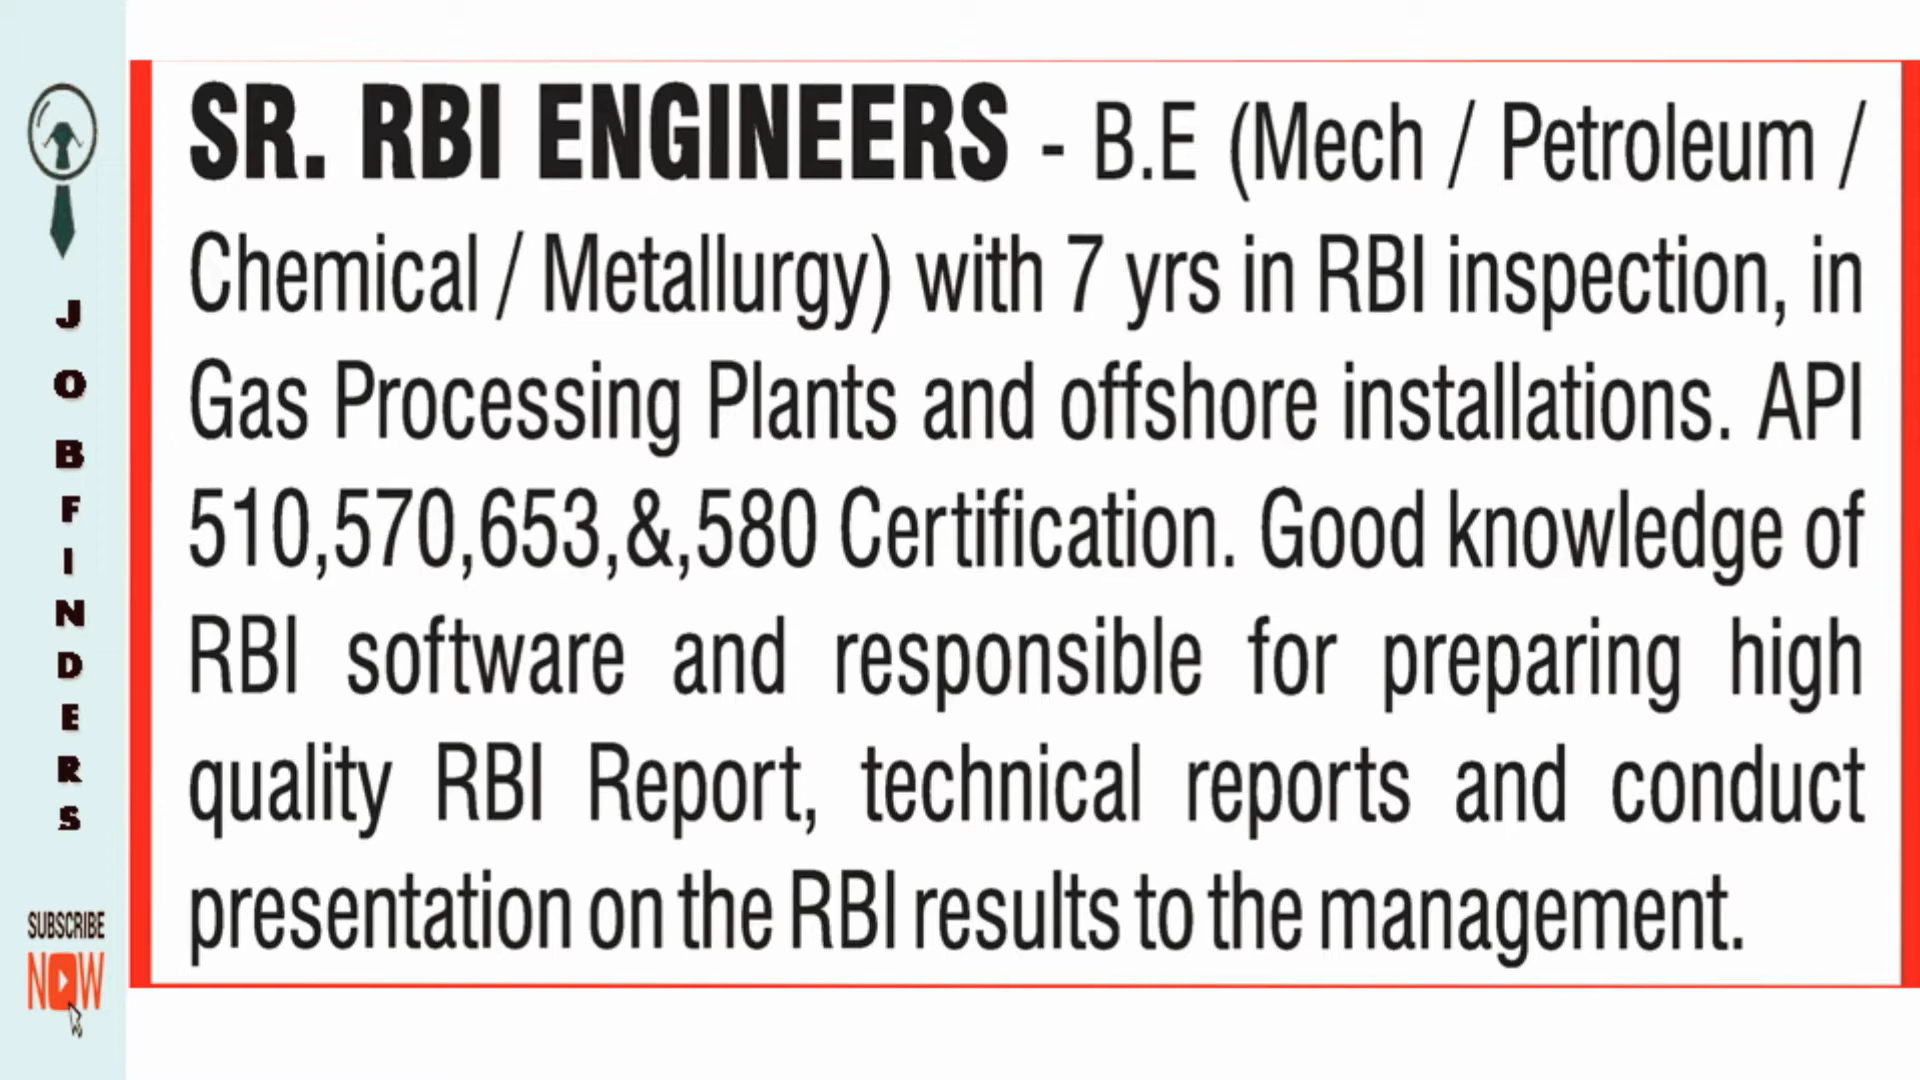 SR. RBI ENGINEERS - B.E (Mech / Petroleum /
Chemical / Metallurgy) with 7 yrs in RBI inspection, in
Gas Processing Plants and offshore installations. API
510,570,653,&,580 Certification. Good knowledge of
RBI software and responsible for preparing high
quality RBI Report, technical reports and conduct
presentation on the RBI results to the management.
JOBFINDERS
SUBSCRIBE
NOW